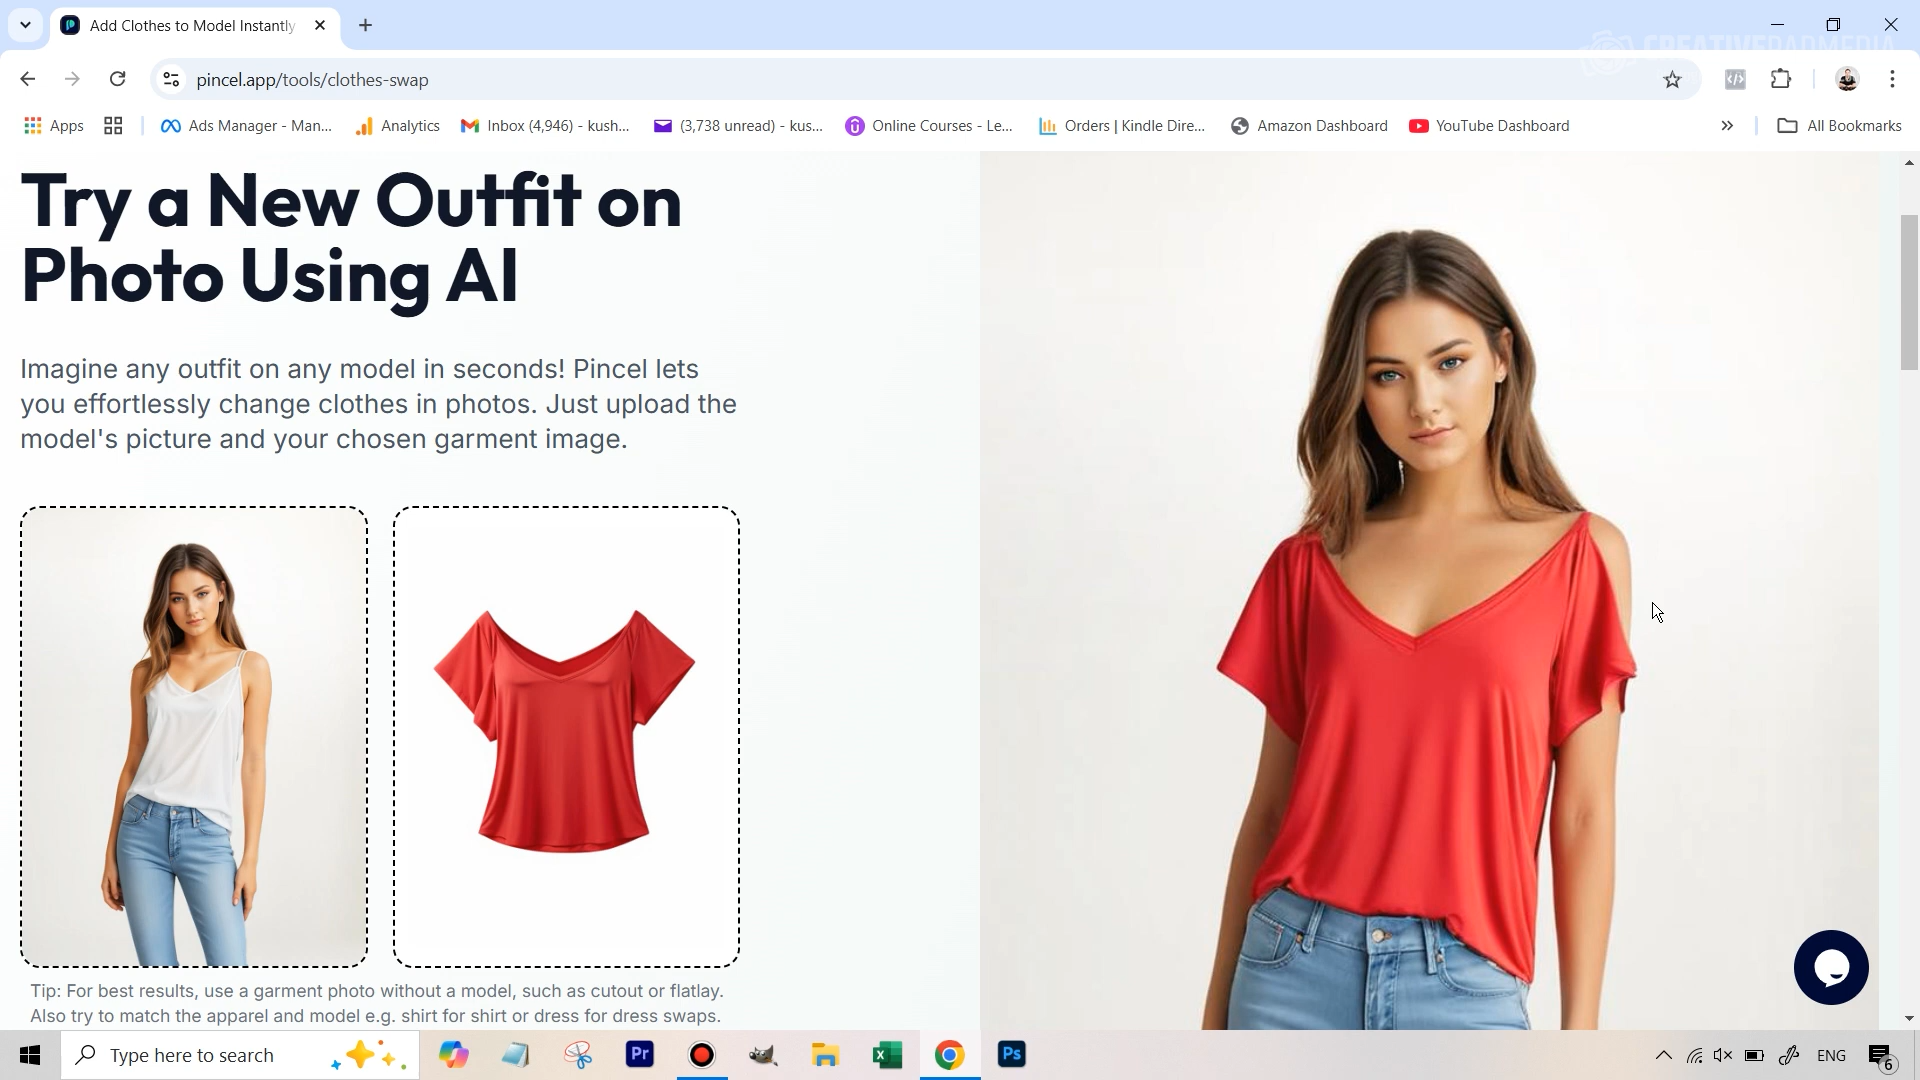 Add Clothes to Model Instantly
CREATIVEPADMEDIA
pincel.app/tools/clothes-swap
Apps
Ads Manager - Man...
Analytics
Inbox (4,946) - kush...
(3,738 unread) - kus...
Online Courses - Le...
Orders | Kindle Dire...
Amazon Dashboard
YouTube Dashboard
All Bookmarks
Try a New Outfit on
Photo Using AI
Imagine any outfit on any model in seconds! Pincel lets
you effortlessly change clothes in photos. Just upload the
model's picture and your chosen garment image.
Tip: For best results, use a garment photo without a model, such as cutout or flatlay.
Also try to match the apparel and model e.g. shirt for shirt or dress for dress swaps.
Type here to search
Pr
Ps
ENG
6